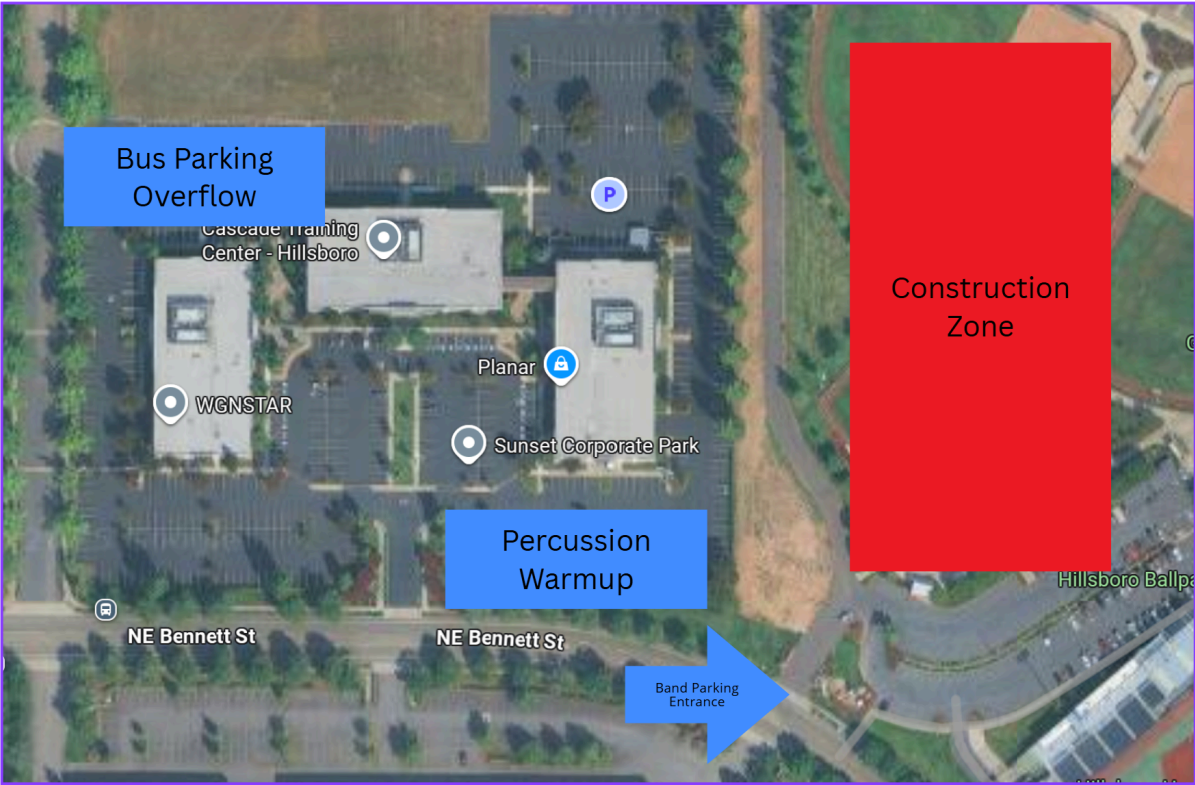 Bus Parking
Overflow
P
Cascade Training
Center - Hillsboro
Construction
Zone
Planar
WGNSTAR
Sunset Corporate Park
Percussion
Warmup
Hillsboro Ballpa
NE Bennett St
NE Bennett St
Band Parking
Entrance